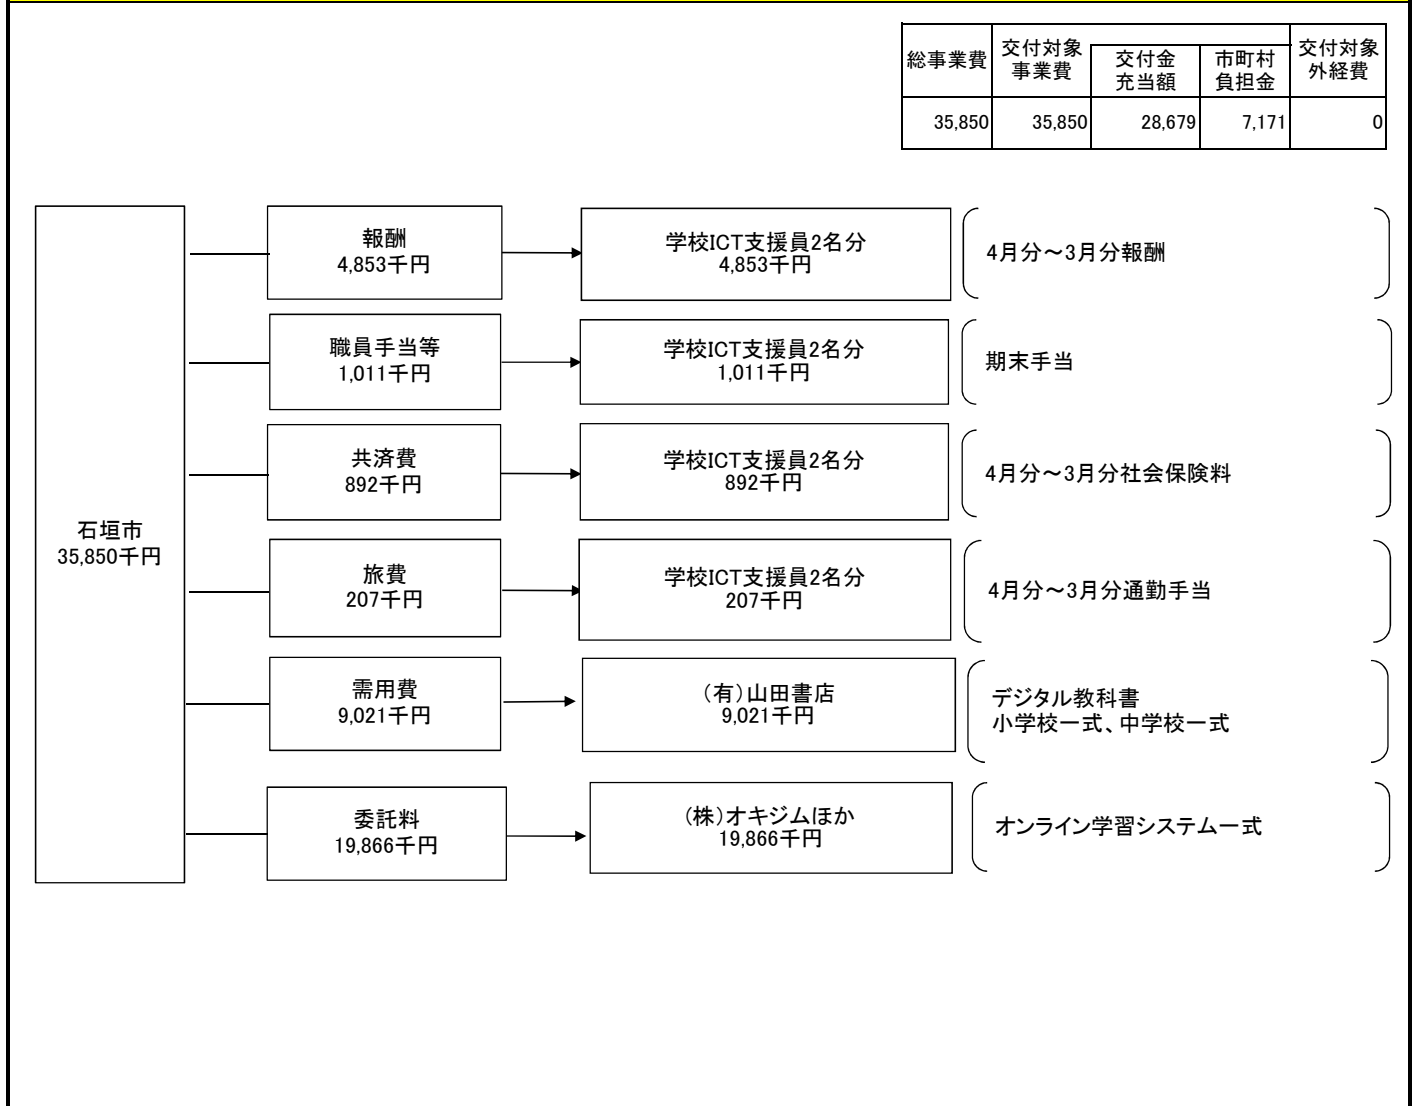 総事業費
交付対象
事業費
交付金
充当額
市町村
負担金
交付対象
外経費
35,850
35,850
28,679
7,171
0
石垣市
35,850千円
報酬
4,853千円
学校ICT支援員2名分
4,853千円
4月分～3月分報酬
職員手当等
1,011千円
学校ICT支援員2名分
1,011千円
期末手当
共済費
892千円
学校ICT支援員2名分
892千円
4月分～3月分社会保険料
旅費
207千円
学校ICT支援員2名分
207千円
4月分～3月分通勤手当
需用費
9,021千円
（有）山田書店
9,021千円
デジタル教科書
小学校一式、中学校一式
委託料
19,866千円
（株）オキジムほか
19,866千円
オンライン学習システム一式